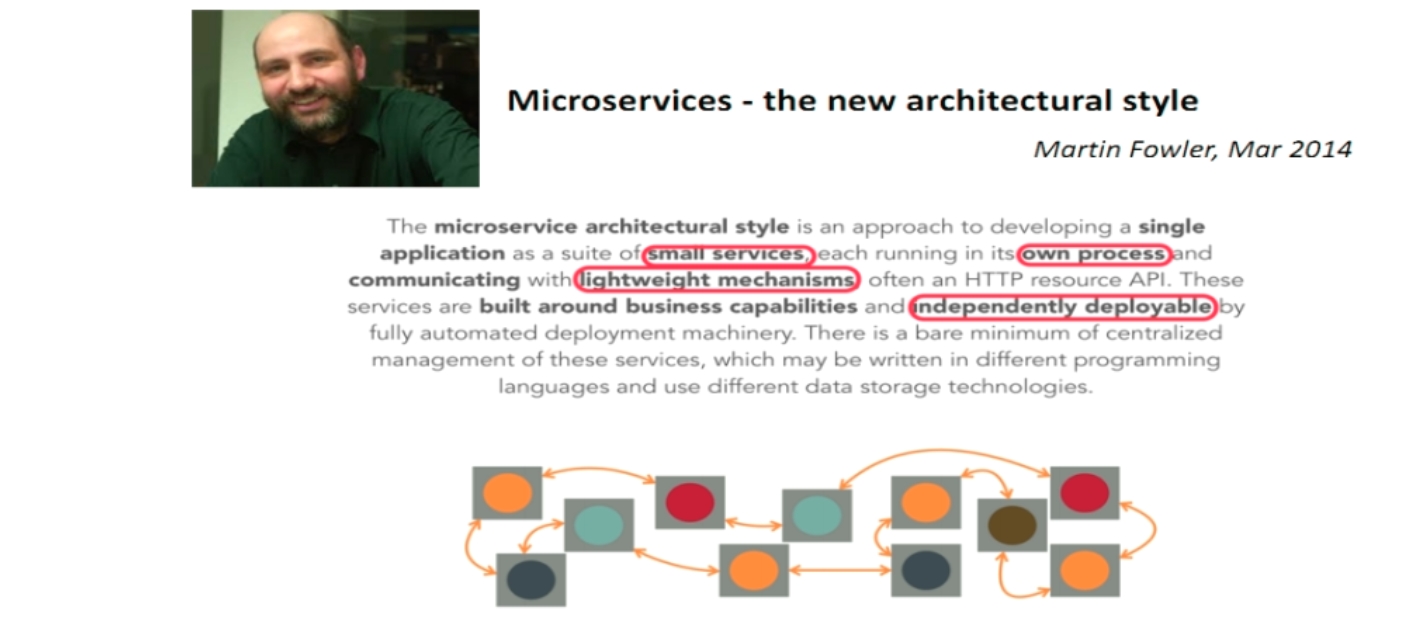 Microservices - the new architectural style
Martin Fowler, Mar 2014
The microservice architectural style is an approach to developing a single
application as a suite of small services, each running in its own process and
communicating with lightweight mechanisms, often an HTTP resource API. These
services are built around business capabilities and independently deployable by
fully automated deployment machinery. There is a bare minimum of centralized
management of these services, which may be written in different programming
languages and use different data storage technologies.